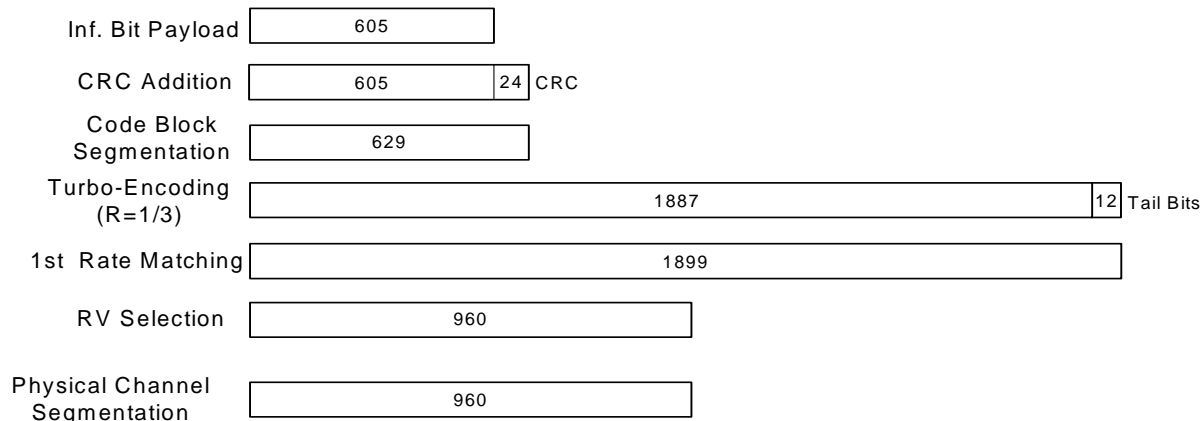 Inf. Bit Payload 605
CRC Addition 605 24 CRC
Code Block
Segmentation 629
Turbo-Encoding
(R=1/3) 1887 12 Tail Bits
1st Rate Matching 1899
RV Selection 960
Physical Channel
Segmentation 960